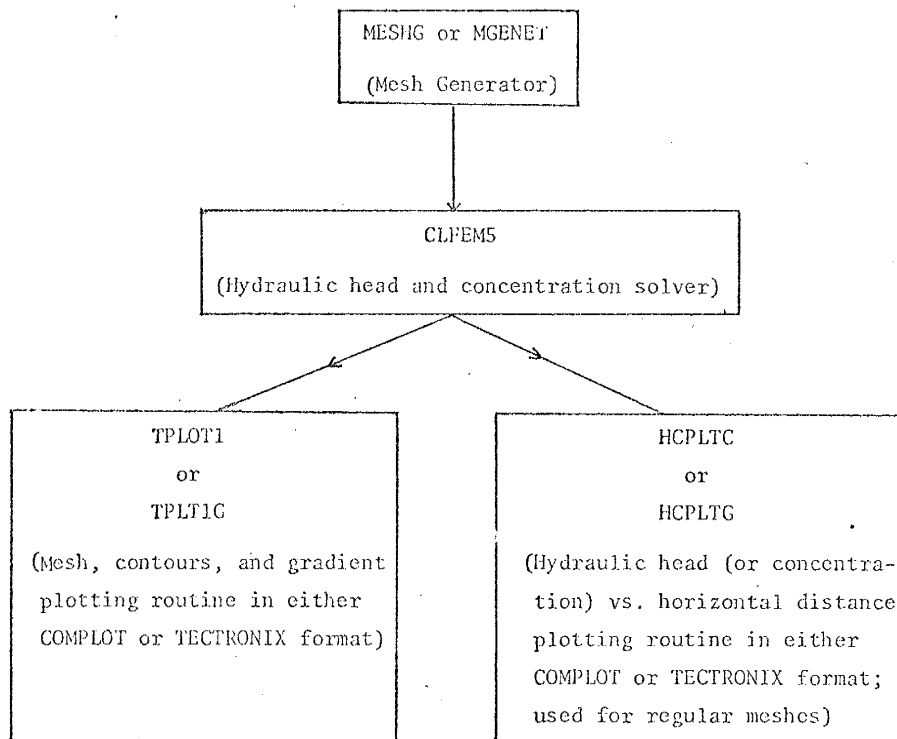 MESHG or MGENET
(Mesh Generator)
CLFEM5
(Hydraulic head and concentration solver)
TPLOT1
or
TPLT1G
(Mesh, contours, and gradient
plotting routine in either
COMPLOT or TECTRONIX format)
HCPLTC
or
HCPLTG
(Hydraulic head (or concentra-
tion) vs. horizontal distance
plotting routine in either
COMPLOT or TECTRONIX format;
used for regular meshes)